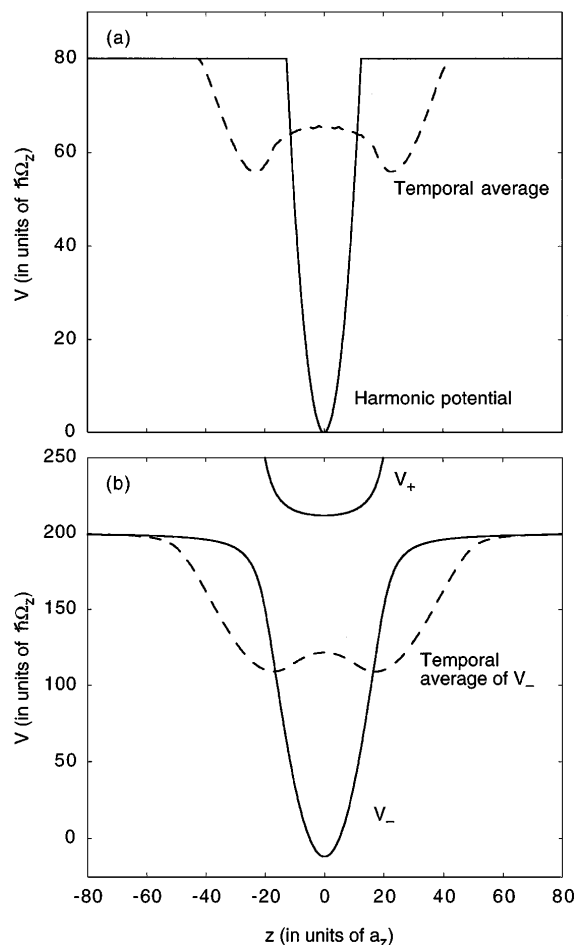 (a)
80
60
40
20
0
V (in units of ℏΩz)
Temporal average
Harmonic potential
(b)
250
200
150
100
50
0
V (in units of ℏΩz)
V+
Temporal
average of V−
V−
-80 -60 -40 -20 0 20 40 60 80
z (in units of az)